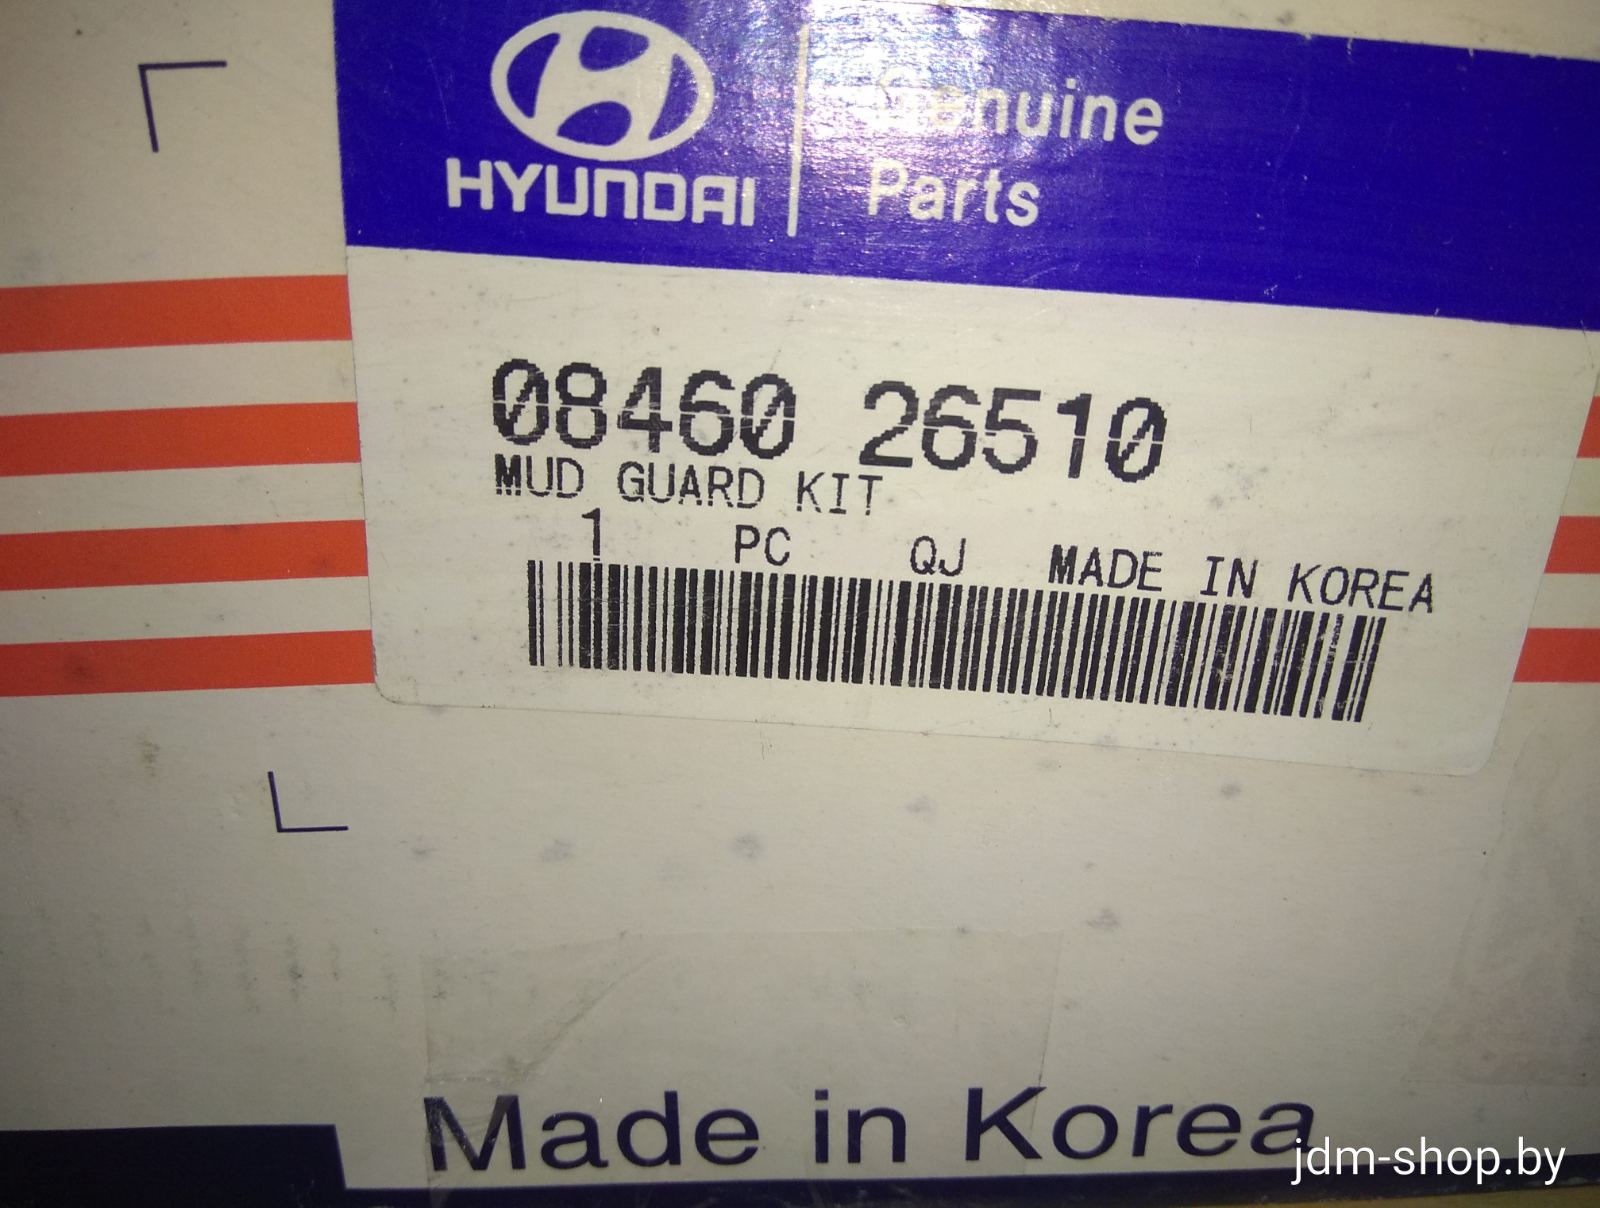 HYUNDAI
Genuine
Parts
08460 26510
MUD GUARD KIT
1 PC QJ MADE IN KOREA
Made in Korea
jdm-shop.by